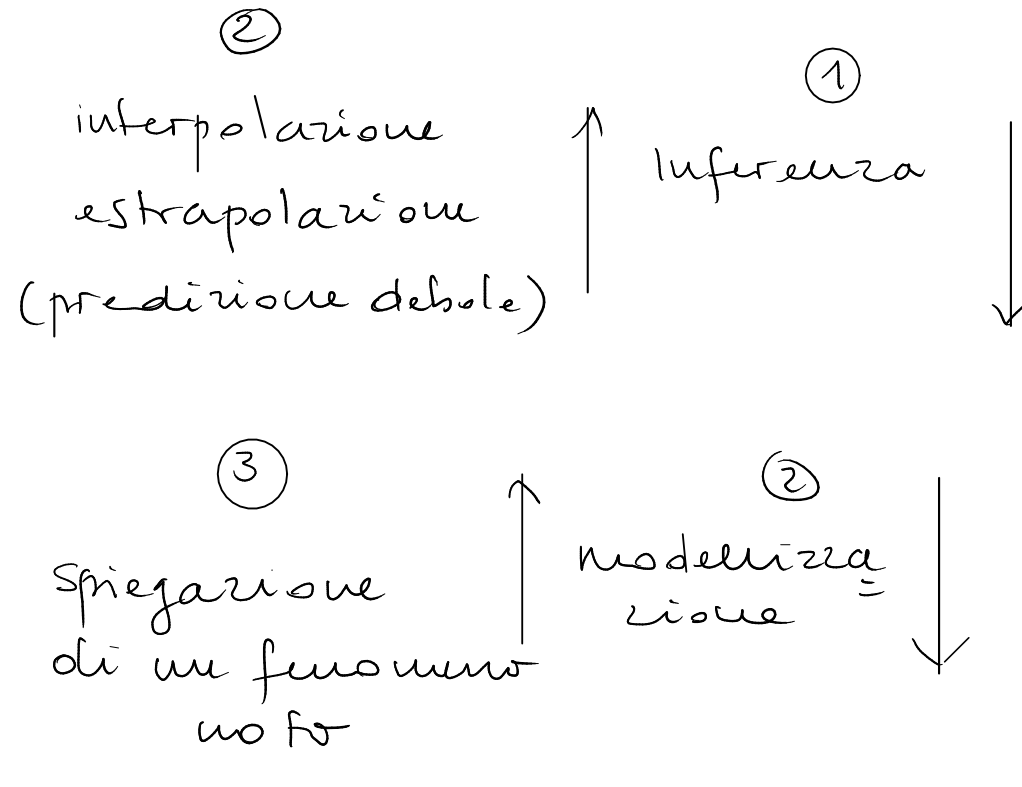 2
interpolazione
estrapolazione
(predizione debole)
1
Inferenza
3
spiegazione
di un fenomeno
noto
2
modellizza=
zione